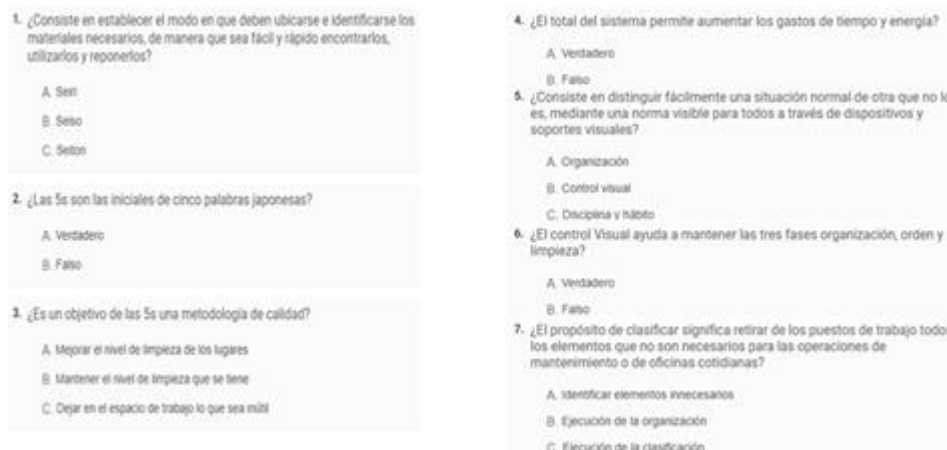 1. ¿Consiste en establecer el modo en que deben ubicarse e identificarse los
materiales necesarios, de manera que sea fácil y rápido encontrarlos,
utilizarlos y reponerlos?
A. Seiri
B. Seiso
C. Seiton
2. ¿Las 5s son las iniciales de cinco palabras japonesas?
A. Verdadero
B. Falso
3. ¿Es un objetivo de las 5s una metodología de calidad?
A. Mejorar el nivel de limpieza de los lugares
B. Mantener el nivel de limpieza que se tiene
C. Dejar en el espacio de trabajo lo que sea inútil
4. ¿El total del sistema permite aumentar los gastos de tiempo y energía?
A. Verdadero
B. Falso
5. ¿Consiste en distinguir fácilmente una situación normal de otra que no lo
es, mediante una norma visible para todos a través de dispositivos y
soportes visuales?
A. Organización
B. Control visual
C. Disciplina y hábito
6. ¿El control Visual ayuda a mantener las tres fases organización, orden y
limpieza?
A. Verdadero
B. Falso
7. ¿El propósito de clasificar significa retirar de los puestos de trabajo todo
los elementos que no son necesarios para las operaciones de
mantenimiento o de oficinas cotidianas?
A. Identificar elementos innecesarios
B. Ejecución de la organización
C. Ejecución de la clasificación